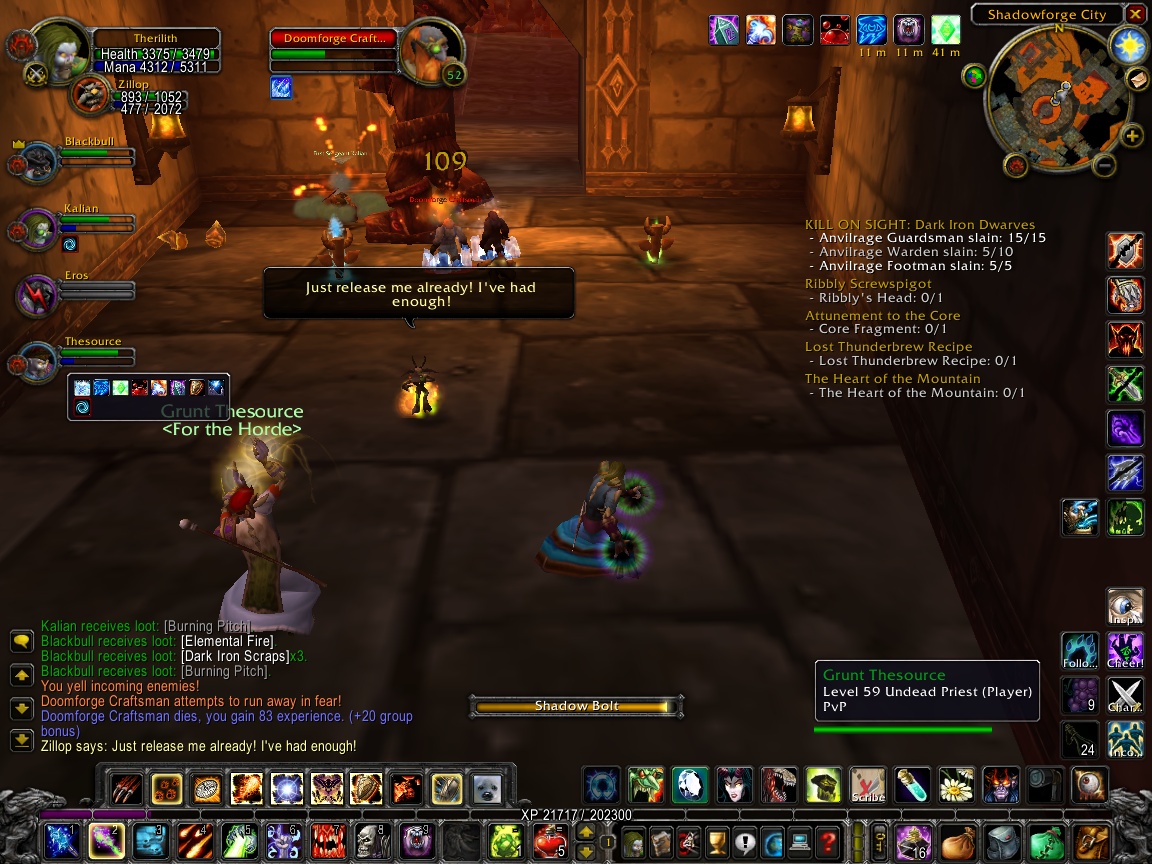 Therilith
Health 3375 / 3479
Mana 4312 / 5311
Zillop
893 / 1052
477 / 2072
Doomforge Craft...
52
11 m
11 m
41 m
Shadowforge City
N
Blackbull
Kalian
Eros
Thesource
109
Just release me already! I've had
enough!
Grunt Thesource
<For the Horde>
KILL ON SIGHT: Dark Iron Dwarves
- Anvilrage Guardsman slain: 15/15
- Anvilrage Warden slain: 5/10
- Anvilrage Footman slain: 5/5
Ribbly Screwspigot
- Ribbly's Head: 0/1
Attunement to the Core
- Core Fragment: 0/1
Lost Thunderbrew Recipe
- Lost Thunderbrew Recipe: 0/1
The Heart of the Mountain
- The Heart of the Mountain: 0/1
Kalian receives loot: [Burning Pitch].
Blackbull receives loot: [Elemental Fire].
Blackbull receives loot: [Dark Iron Scraps]x3.
Blackbull receives loot: [Burning Pitch].
You yell incoming enemies!
Doomforge Craftsman attempts to run away in fear!
Doomforge Craftsman dies, you gain 83 experience. (+20 group
bonus)
Zillop says: Just release me already! I've had enough!
Shadow Bolt
Grunt Thesource
Level 59 Undead Priest (Player)
PvP
Follo...
Cheer!
9
24
Scribe
XP 21717 / 202300
1
2
3
4
5
6
7
8
9
5
1
16